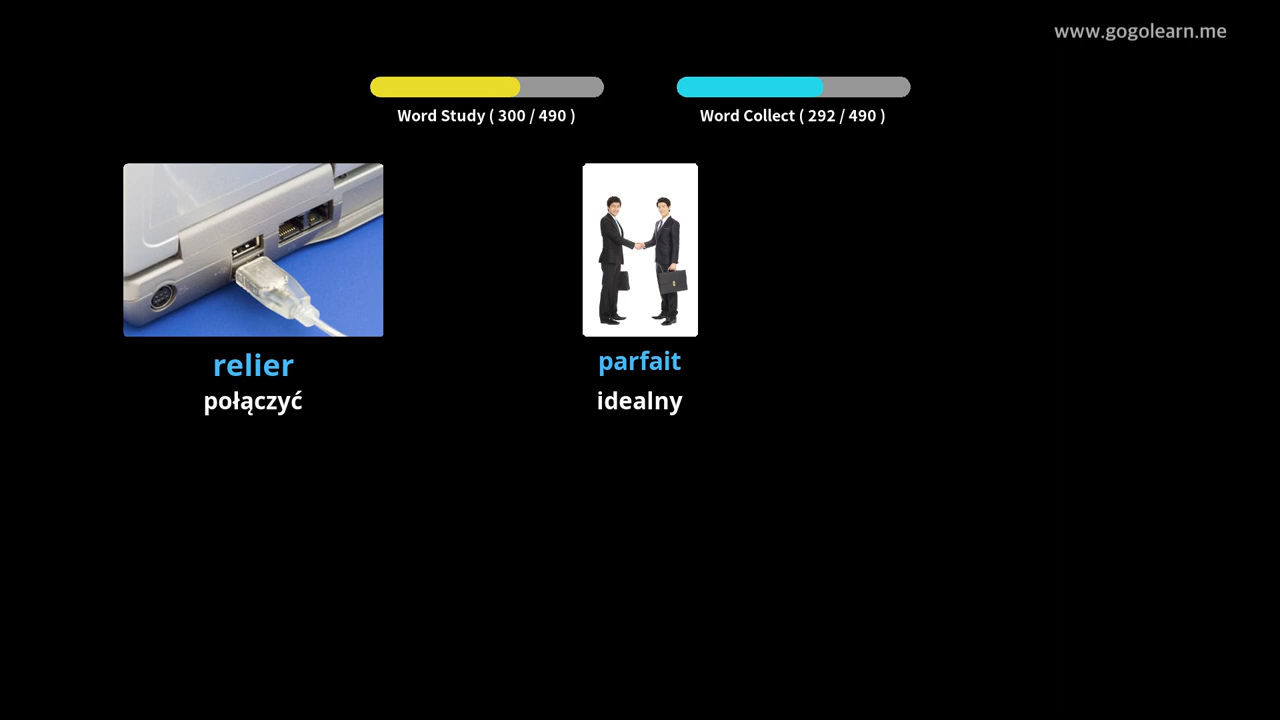 www.gogolearn.me
Word Study ( 300 / 490 )
Word Collect ( 292 / 490 )
relier
połączyć
parfait
idealny